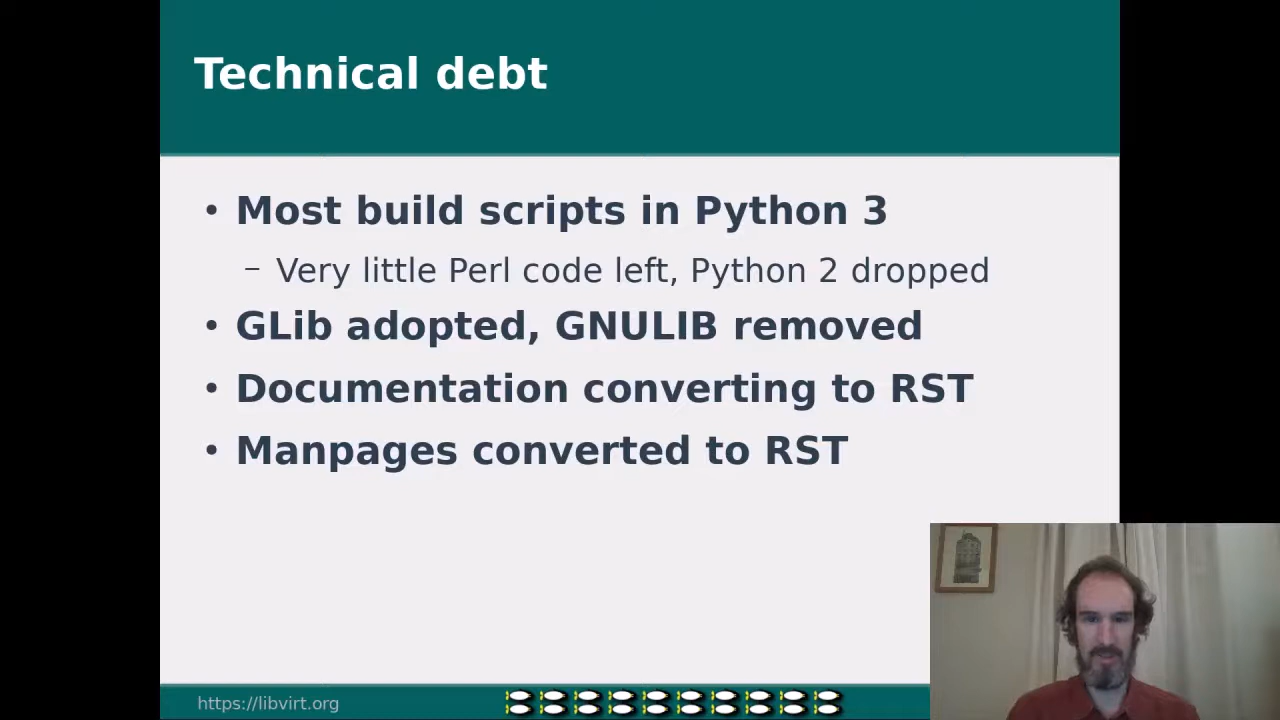 Technical debt
• Most build scripts in Python 3
– Very little Perl code left, Python 2 dropped
• GLib adopted, GNULIB removed
• Documentation converting to RST
• Manpages converted to RST
https://libvirt.org